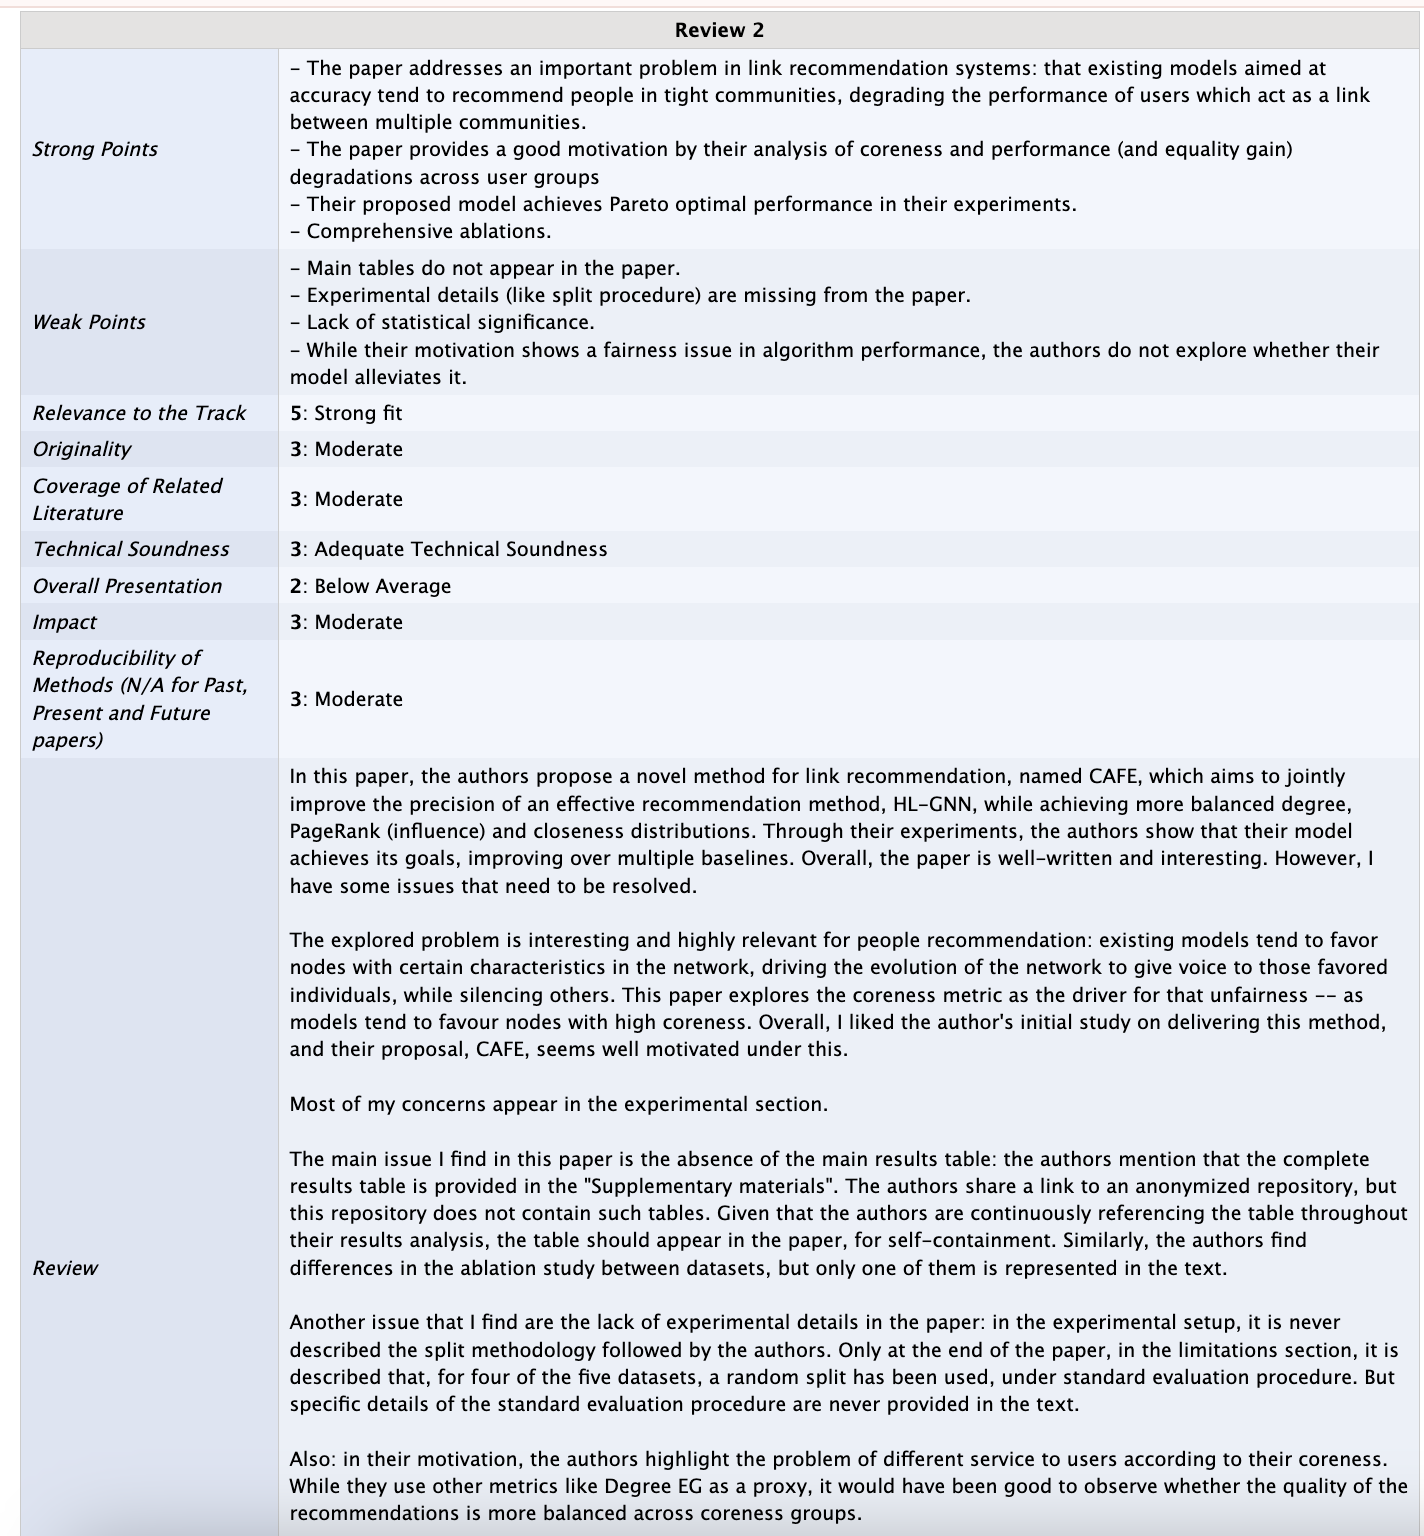 Review 2
Strong Points
– The paper addresses an important problem in link recommendation systems: that existing models aimed at
accuracy tend to recommend people in tight communities, degrading the performance of users which act as a link
between multiple communities.
– The paper provides a good motivation by their analysis of coreness and performance (and equality gain)
degradations across user groups
– Their proposed model achieves Pareto optimal performance in their experiments.
– Comprehensive ablations.
Weak Points
– Main tables do not appear in the paper.
– Experimental details (like split procedure) are missing from the paper.
– Lack of statistical significance.
– While their motivation shows a fairness issue in algorithm performance, the authors do not explore whether their
model alleviates it.
Relevance to the Track
5: Strong fit
Originality
3: Moderate
Coverage of Related
Literature
3: Moderate
Technical Soundness
3: Adequate Technical Soundness
Overall Presentation
2: Below Average
Impact
3: Moderate
Reproducibility of
Methods (N/A for Past,
Present and Future
papers)
3: Moderate
Review
In this paper, the authors propose a novel method for link recommendation, named CAFE, which aims to jointly
improve the precision of an effective recommendation method, HL-GNN, while achieving more balanced degree,
PageRank (influence) and closeness distributions. Through their experiments, the authors show that their model
achieves its goals, improving over multiple baselines. Overall, the paper is well-written and interesting. However, I
have some issues that need to be resolved.
The explored problem is interesting and highly relevant for people recommendation: existing models tend to favor
nodes with certain characteristics in the network, driving the evolution of the network to give voice to those favored
individuals, while silencing others. This paper explores the coreness metric as the driver for that unfairness -- as
models tend to favour nodes with high coreness. Overall, I liked the author's initial study on delivering this method,
and their proposal, CAFE, seems well motivated under this.
Most of my concerns appear in the experimental section.
The main issue I find in this paper is the absence of the main results table: the authors mention that the complete
results table is provided in the "Supplementary materials". The authors share a link to an anonymized repository, but
this repository does not contain such tables. Given that the authors are continuously referencing the table throughout
their results analysis, the table should appear in the paper, for self-containment. Similarly, the authors find
differences in the ablation study between datasets, but only one of them is represented in the text.
Another issue that I find are the lack of experimental details in the paper: in the experimental setup, it is never
described the split methodology followed by the authors. Only at the end of the paper, in the limitations section, it is
described that, for four of the five datasets, a random split has been used, under standard evaluation procedure. But
specific details of the standard evaluation procedure are never provided in the text.
Also: in their motivation, the authors highlight the problem of different service to users according to their coreness.
While they use other metrics like Degree EG as a proxy, it would have been good to observe whether the quality of the
recommendations is more balanced across coreness groups.